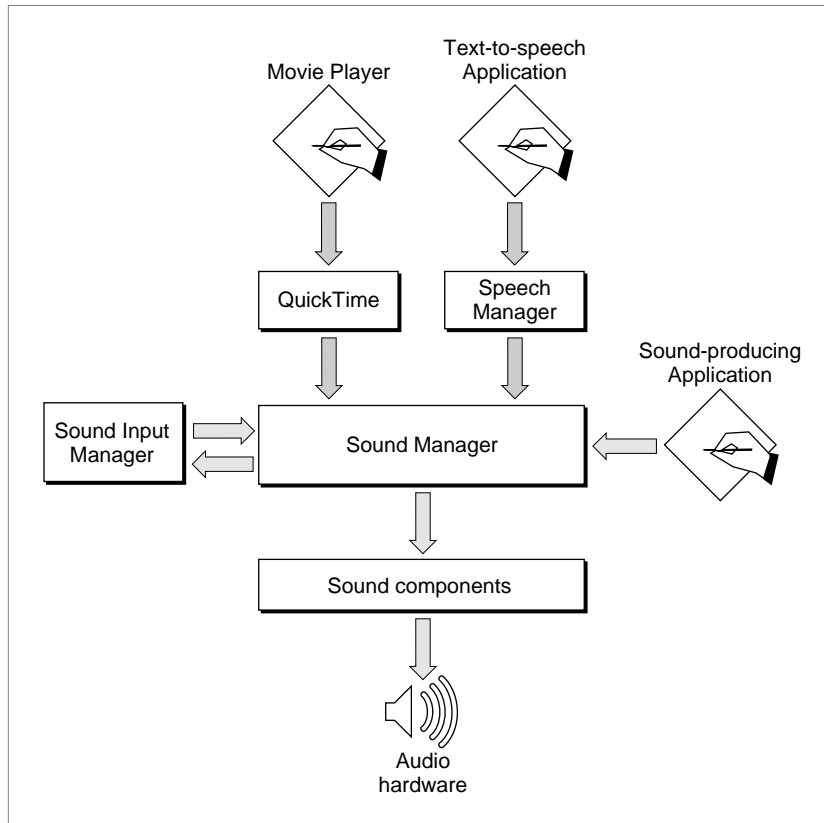 Movie Player
Text-to-speech
Application
QuickTime
Speech
Manager
Sound-producing
Application
Sound Input
Manager
Sound Manager
Sound components
Audio
hardware